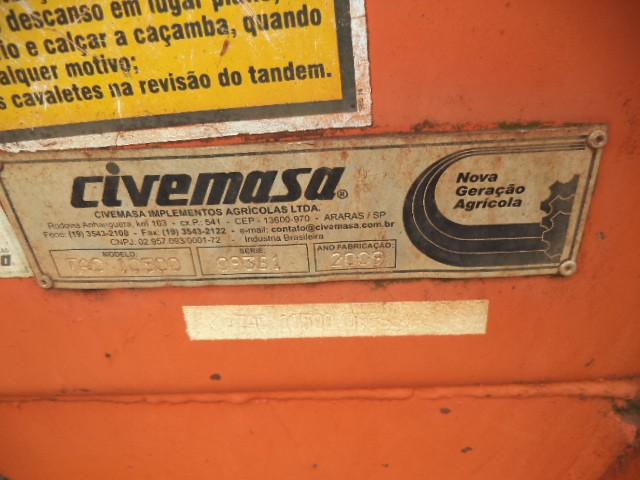 descanso em lugar
io e calçar a caçamba, quando
alquer motivo;
s cavaletes na revisão do tandem.
civemasa®
CIVEMASA IMPLEMENTOS AGRÍCOLAS LTDA.
Rodovia Anhanguera, km 163 - cx.P. 541 - CEP - 13600-970 - ARARAS / SP
Fone: (19) 3543-2100 - Fax (19) 3543-2122 - e-mail: contato@civemasa.com.br
CNPJ: 02.957.093/0001-72 - Indústria Brasileira
MODELO: SÉRIE: ANO FABRICAÇÃO:
2009
Nova
Geração
Agrícola